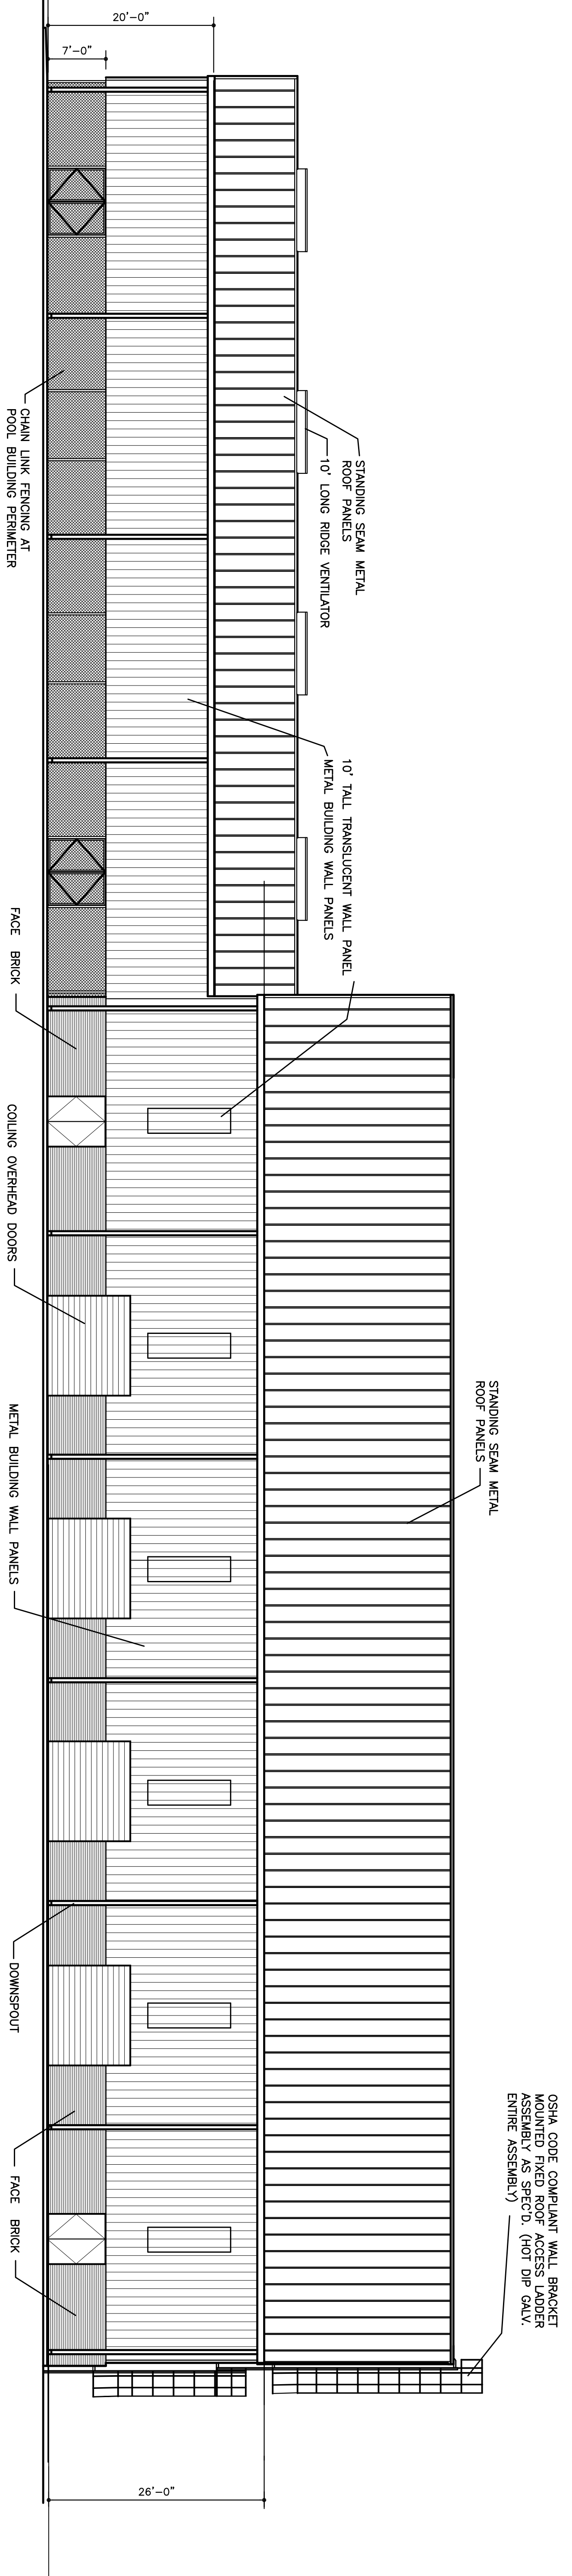 20'-0"
7'-0"
STANDING SEAM METAL
ROOF PANELS
10' LONG RIDGE VENTILATOR
CHAIN LINK FENCING AT
POOL BUILDING PERIMETER
10' TALL TRANSLUCENT WALL PANEL
METAL BUILDING WALL PANELS
FACE BRICK
COILING OVERHEAD DOORS
STANDING SEAM METAL
ROOF PANELS
METAL BUILDING WALL PANELS
DOWNSPOUT
OSHA CODE COMPLIANT WALL BRACKET
MOUNTED FIXED ROOF ACCESS LADDER
ASSEMBLY AS SPEC'D. (HOT DIP GALV.
ENTIRE ASSEMBLY)
FACE BRICK
26'-0"